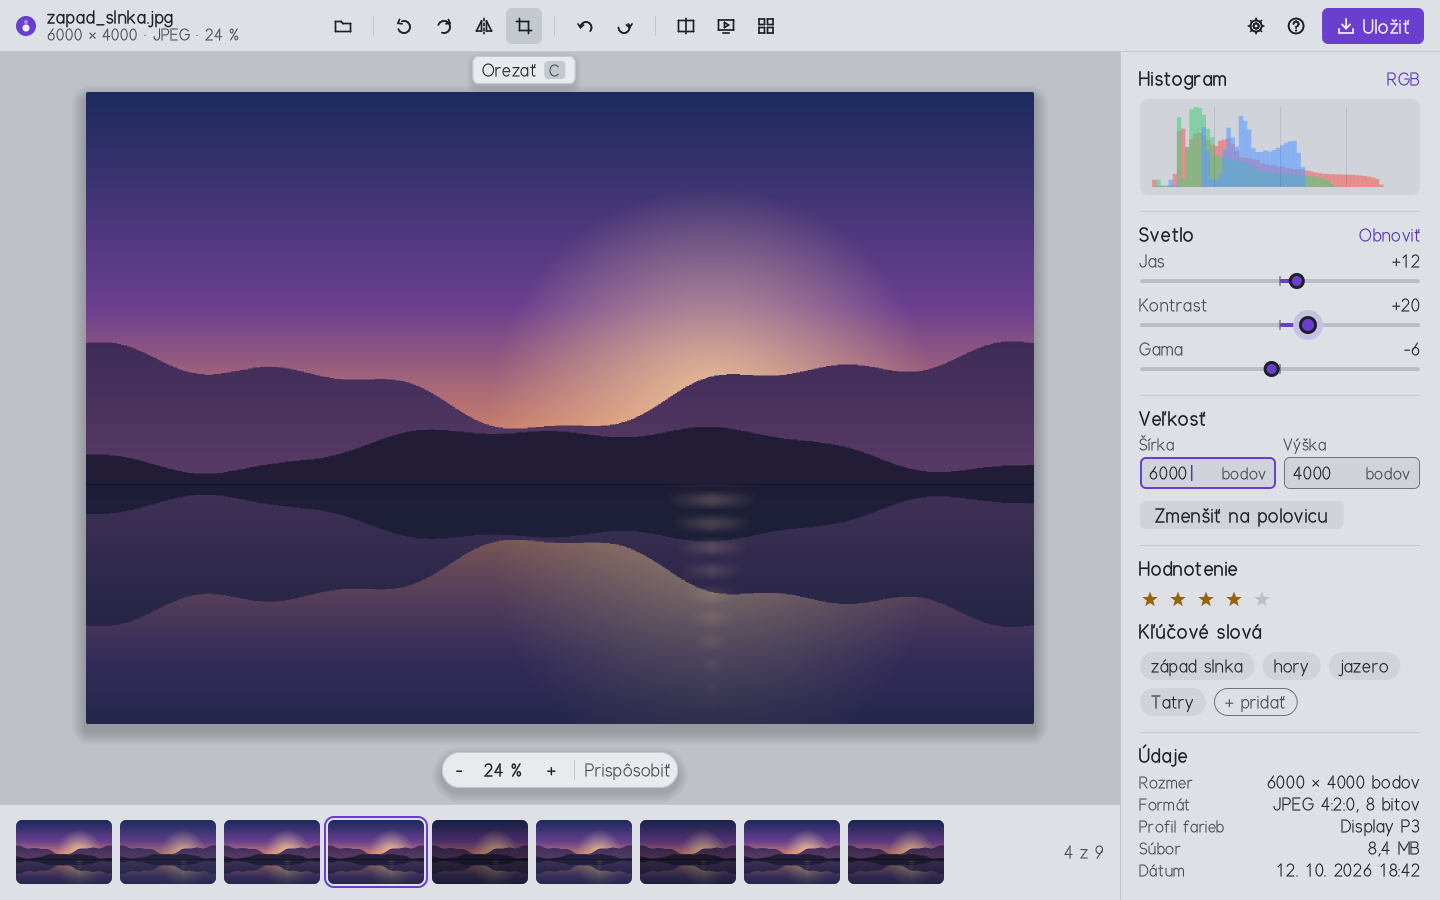 zapad_slnka.jpg
6000 × 4000 · JPEG · 24 %
Uložiť
Orezať C
Histogram RGB
Svetlo Obnoviť
Jas +12
Kontrast +20
Gama -6
Veľkosť
Šírka Výška
6000 bodov 4000 bodov
Zmenšiť na polovicu
Hodnotenie
Kľúčové slová
západ slnka hory jazero
Tatry + pridať
Údaje
Rozmer 6000 × 4000 bodov
Formát JPEG 4:2:0, 8 bitov
Profil farieb Display P3
Súbor 8,4 MB
Dátum 12. 10. 2026 18:42
- 24 % + Prispôsobiť
4 z 9